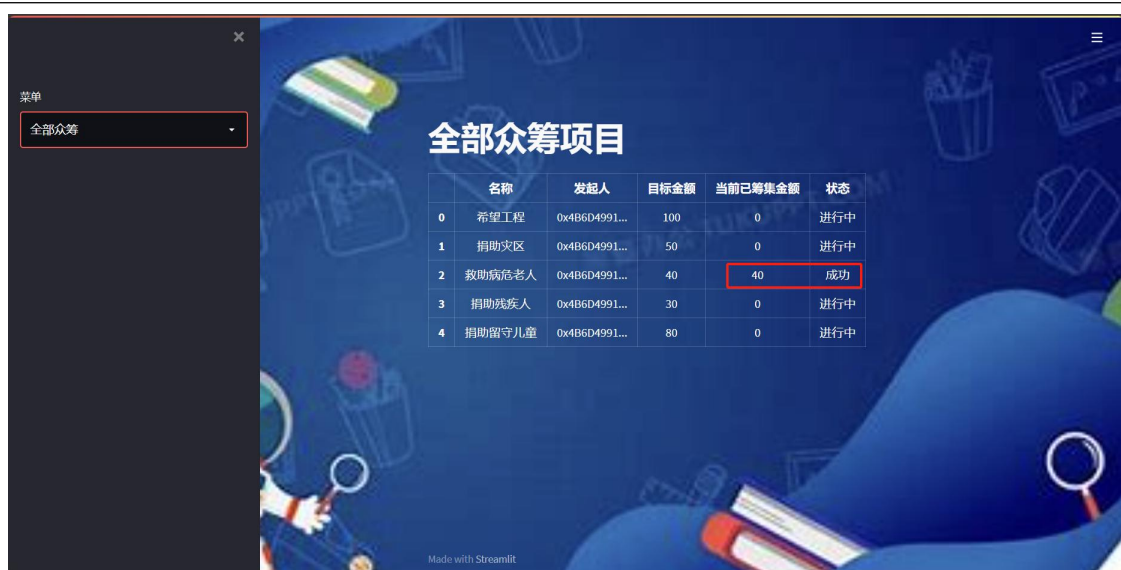 菜单
全部众筹
全部众筹项目
名称 发起人 目标金额 当前已筹集金额 状态
0 希望工程 0x4B6D4991... 100 0 进行中
1 捐助灾区 0x4B6D4991... 50 0 进行中
2 救助病危老人 0x4B6D4991... 40 40 成功
3 捐助残疾人 0x4B6D4991... 30 0 进行中
4 捐助留守儿童 0x4B6D4991... 80 0 进行中
Made with Streamlit